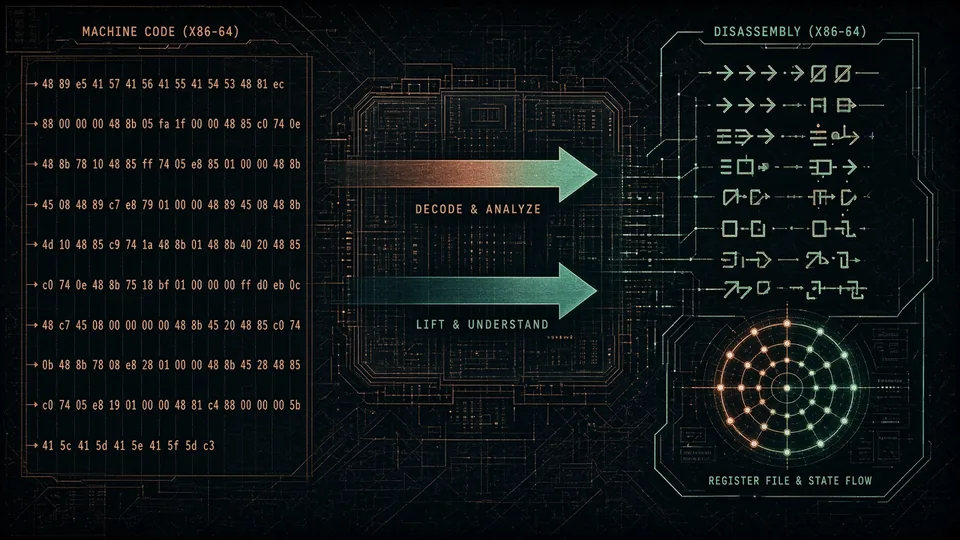 MACHINE CODE (X86-64)
→ 48 89 e5 41 57 41 56 41 55 41 54 53 48 81 ec
→ 88 00 00 00 48 8b 05 fa 1f 00 00 48 85 c0 74 0e
→ 48 8b 78 10 48 85 ff 74 05 e8 85 01 00 00 48 8b
→ 45 08 48 89 c7 e8 79 01 00 00 48 89 45 08 48 8b
→ 4d 10 48 85 c9 74 1a 48 8b 01 48 8b 40 20 48 85
→ c0 74 0e 48 8b 75 18 bf 01 00 00 00 ff d0 eb 0c
→ 48 c7 45 08 00 00 00 00 48 8b 45 20 48 85 c0 74
→ 0b 48 8b 78 08 e8 28 01 00 00 48 8b 45 28 48 85
→ c0 74 05 e8 19 01 00 00 48 81 c4 88 00 00 00 5b
→ 41 5c 41 5d 41 5e 41 5f 5d c3
DECODE & ANALYZE
LIFT & UNDERSTAND
DISASSEMBLY (X86-64)
REGISTER FILE & STATE FLOW